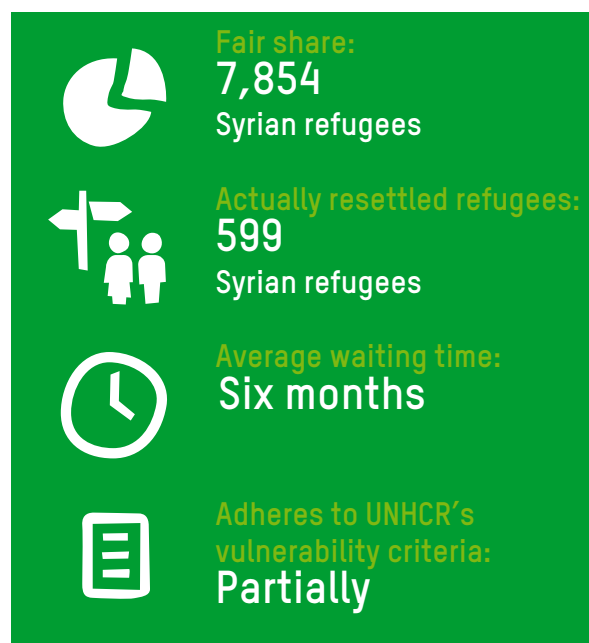 Fair share:
7,854
Syrian refugees
Actually resettled refugees:
599
Syrian refugees
Average waiting time:
Six months
Adheres to UNHCR's
vulnerability criteria:
Partially